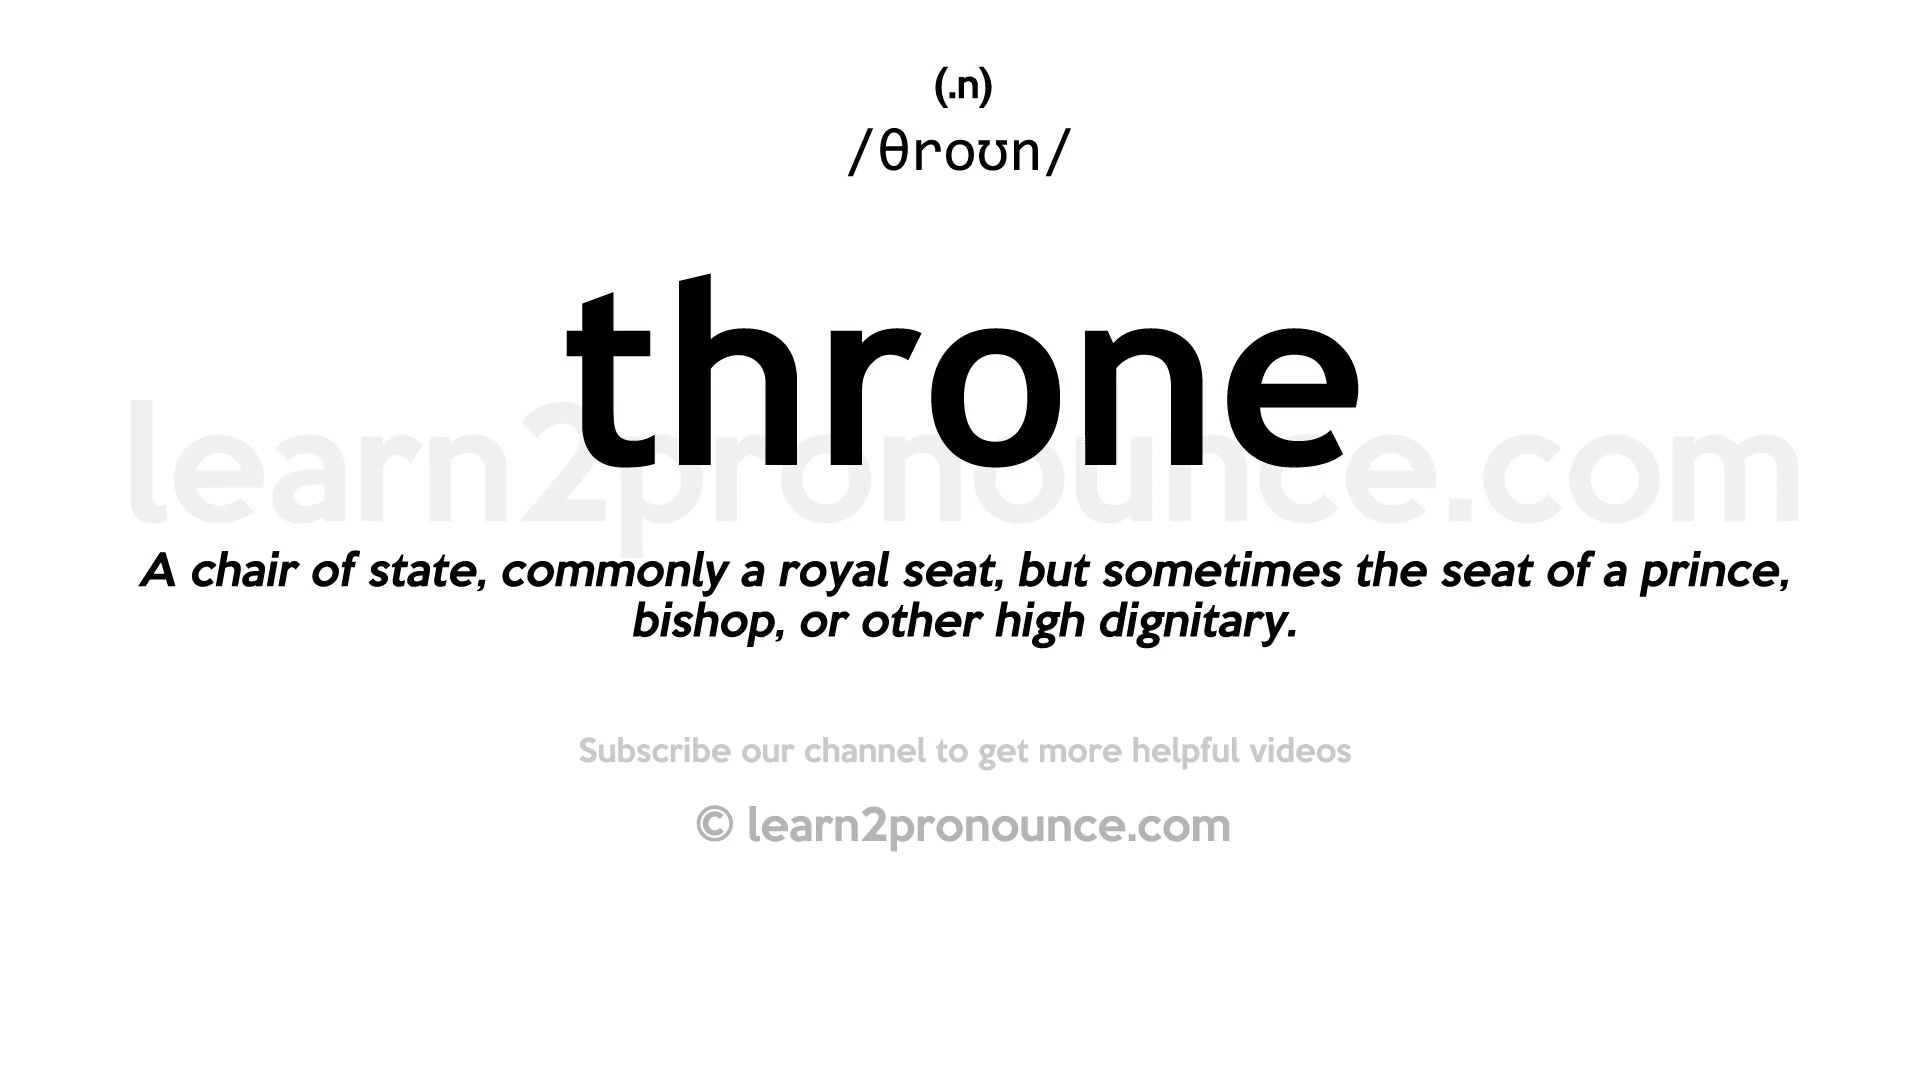 (.n)
/θroʊn/
throne
learn2pronounce.com
A chair of state, commonly a royal seat, but sometimes the seat of a prince,
bishop, or other high dignitary.
Subscribe our channel to get more helpful videos
© learn2pronounce.com